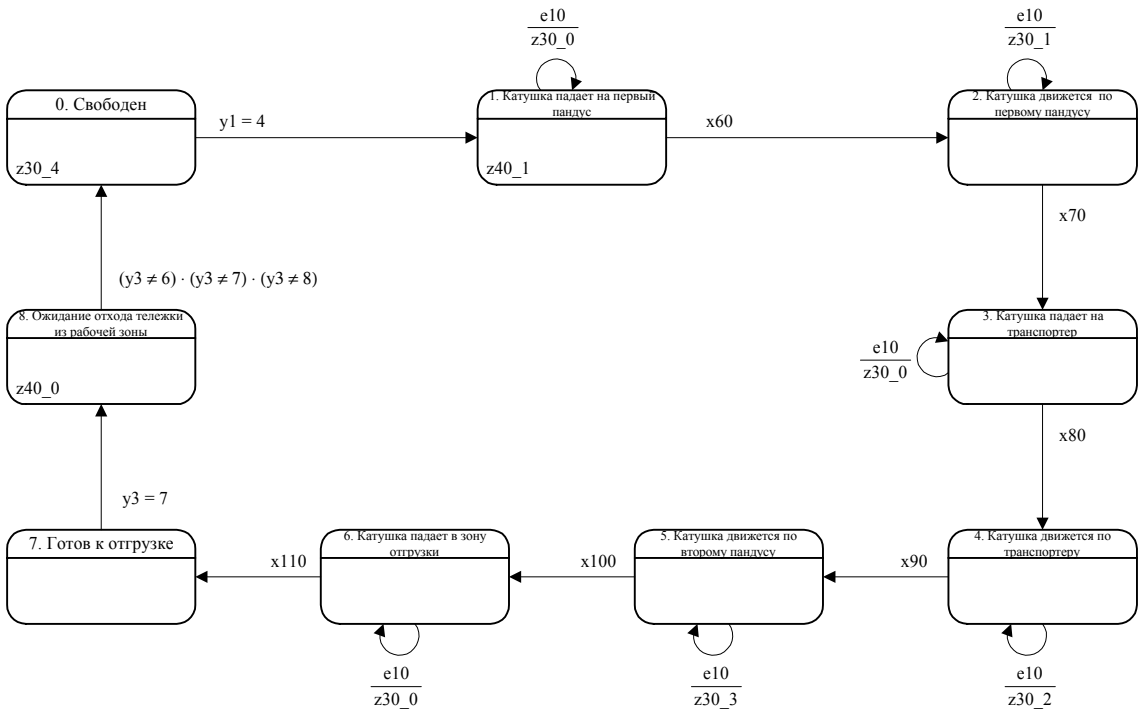 e10
z30_0
e10
z30_1
0. Свободен
z30_4
y1 = 4
1. Катушка падает на первый
пандус
z40_1
x60
2. Катушка движется по
первому пандусу
x70
(y3 ≠ 6) · (y3 ≠ 7) · (y3 ≠ 8)
8. Ожидание отхода тележки
из рабочей зоны
z40_0
3. Катушка падает на
транспортер
e10
z30_0
x80
y3 = 7
7. Готов к отгрузке
x110
6. Катушка падает в зону
отгрузки
x100
5. Катушка движется по
второму пандусу
x90
4. Катушка движется по
транспортеру
e10
z30_0
e10
z30_3
e10
z30_2